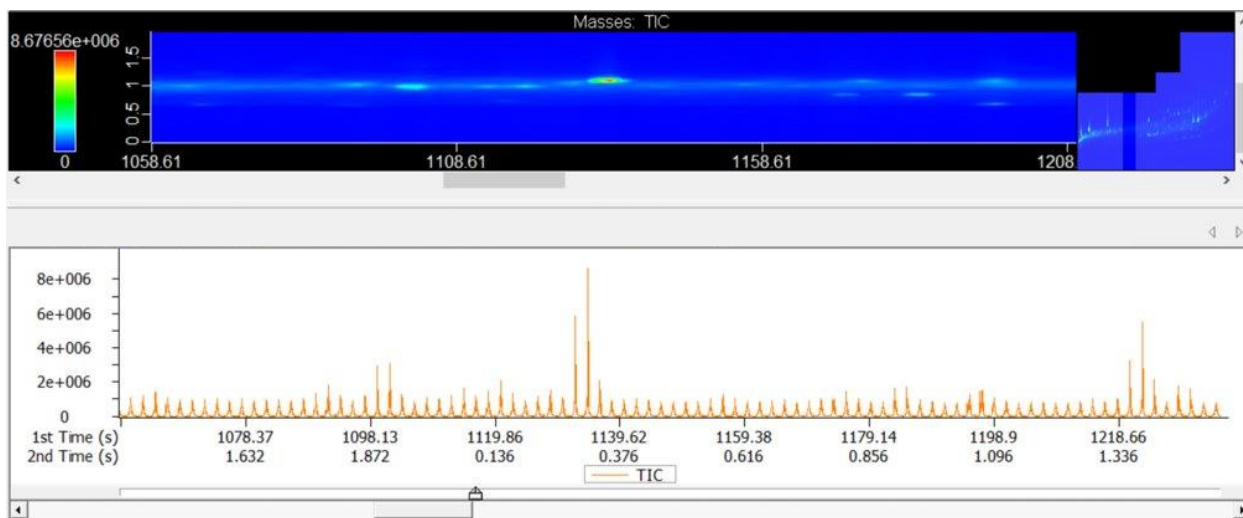 Masses: TIC
8.67656e+006
0
1.5
1
0.5
0
1058.61 1108.61 1158.61 1208.
8e+006
6e+006
4e+006
2e+006
0
1st Time (s) 1078.37 1098.13 1119.86 1139.62 1159.38 1179.14 1198.9 1218.66
2nd Time (s) 1.632 1.872 0.136 0.376 0.616 0.856 1.096 1.336
TIC